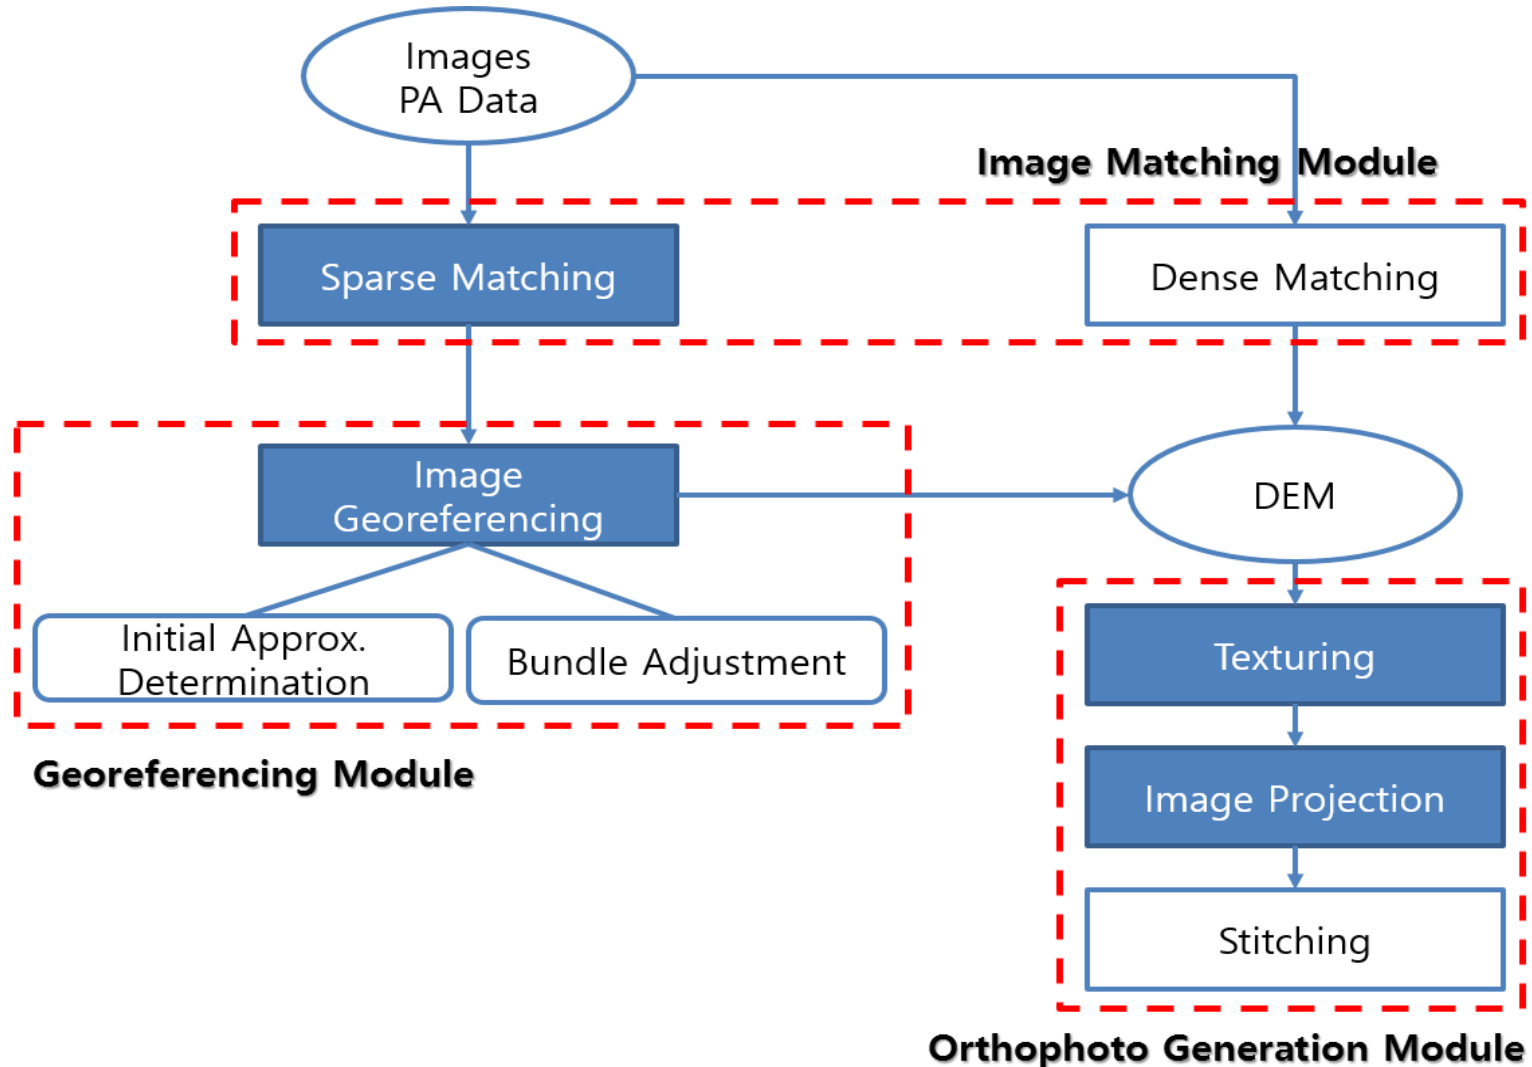 Images
PA Data
Image Matching Module
Sparse Matching
Dense Matching
Image
Georeferencing
DEM
Initial Approx.
Determination
Bundle Adjustment
Texturing
Georeferencing Module
Image Projection
Stitching
Orthophoto Generation Module